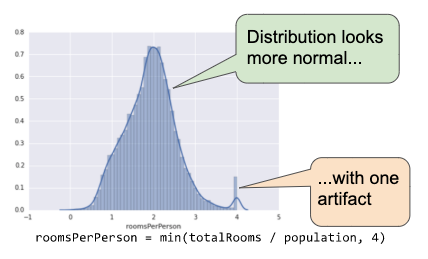 Distribution looks
more normal...
...with one
artifact
0.8
0.7
0.6
0.5
0.4
0.3
0.2
0.1
0.0
−1 0 1 2 3 4 5
roomsPerPerson
roomsPerPerson = min(totalRooms / population, 4)